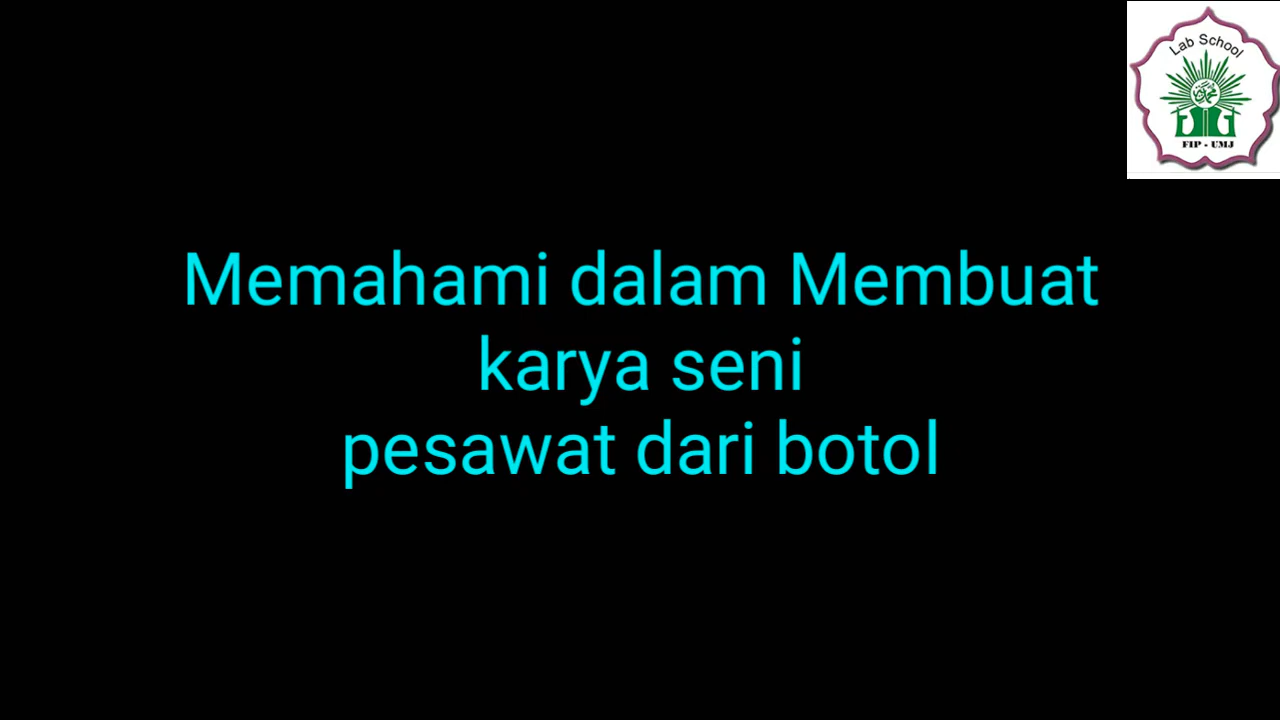 Lab School
FIP - UMJ
Memahami dalam Membuat
karya seni
pesawat dari botol